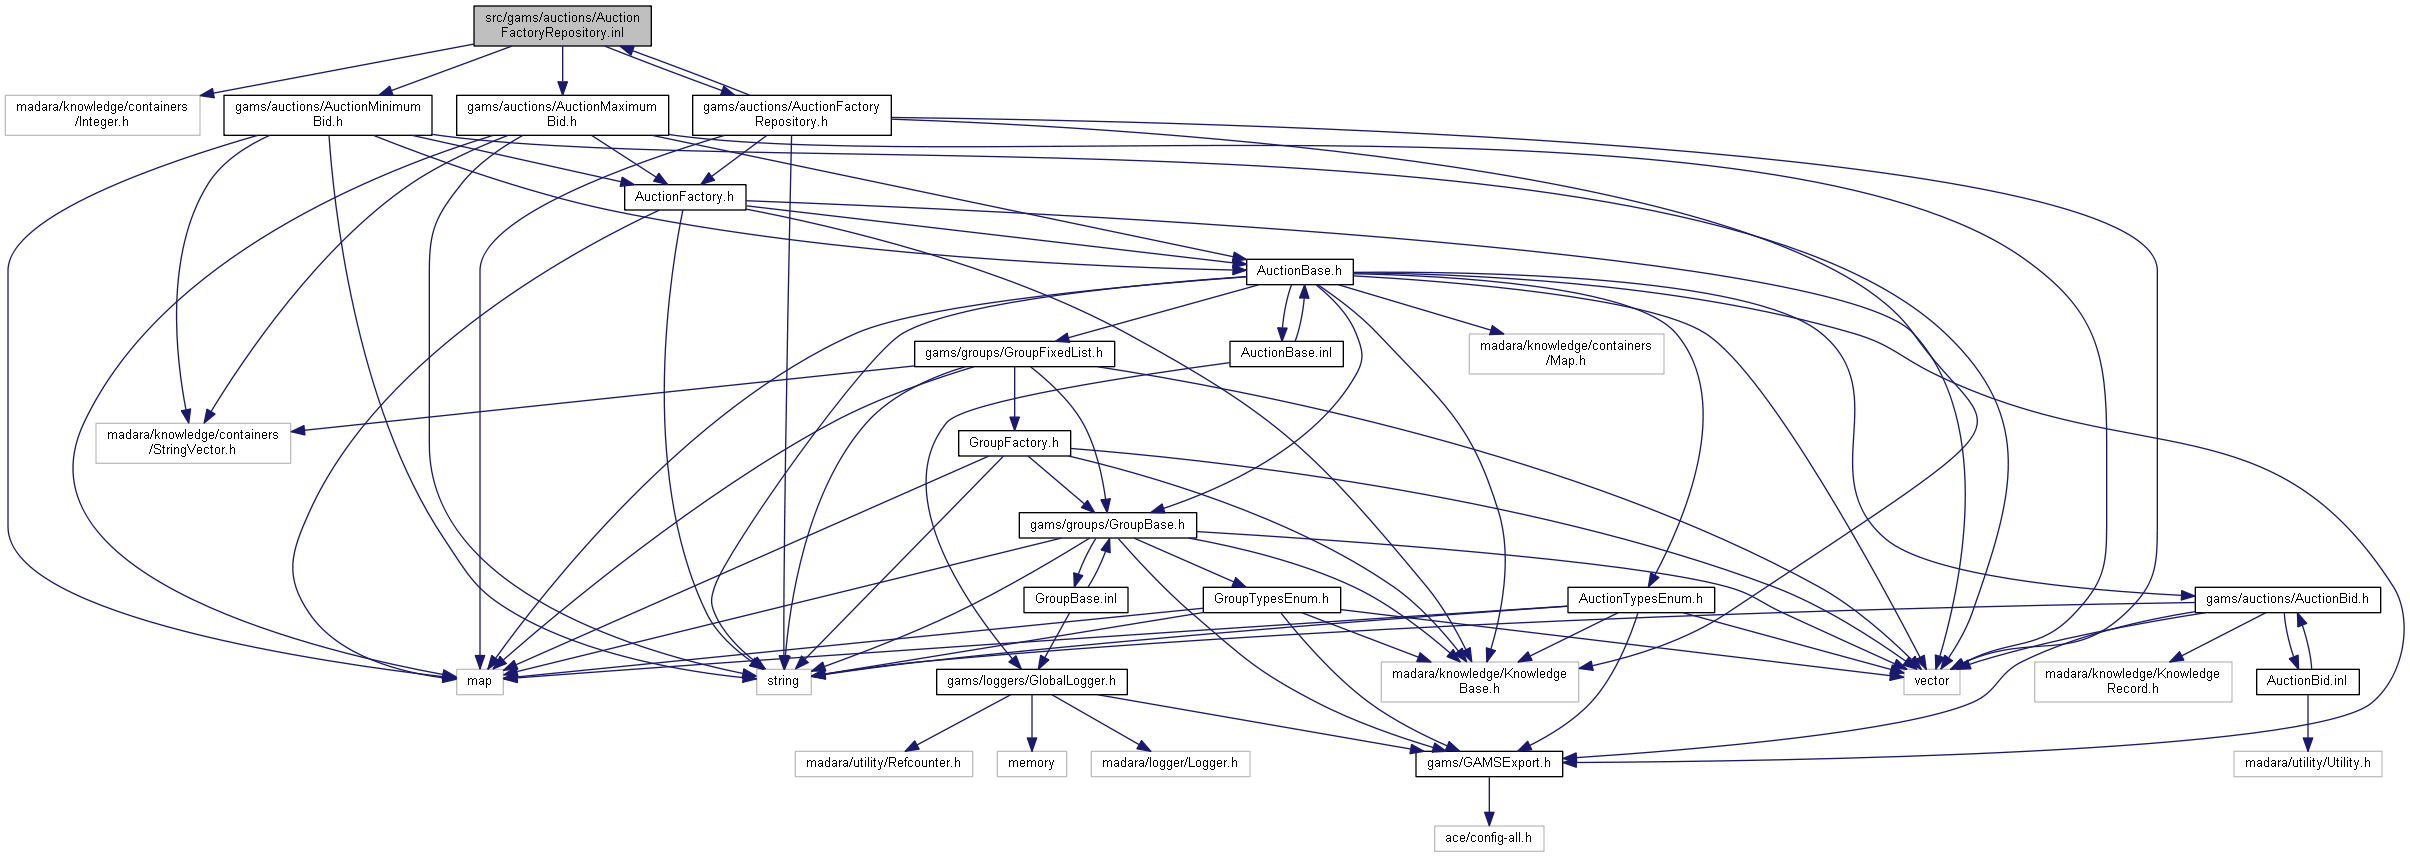 src/gams/auctions/Auction
FactoryRepository.inl
madara/knowledge/containers
/Integer.h
gams/auctions/AuctionMinimum
Bid.h
gams/auctions/AuctionMaximum
Bid.h
gams/auctions/AuctionFactory
Repository.h
AuctionFactory.h
AuctionBase.h
gams/groups/GroupFixedList.h
AuctionBase.inl
madara/knowledge/containers
/Map.h
madara/knowledge/containers
/StringVector.h
GroupFactory.h
gams/groups/GroupBase.h
GroupBase.inl
GroupTypesEnum.h
AuctionTypesEnum.h
gams/auctions/AuctionBid.h
map
string
gams/loggers/GlobalLogger.h
madara/knowledge/Knowledge
Base.h
vector
madara/knowledge/Knowledge
Record.h
AuctionBid.inl
madara/utility/Refcounter.h
memory
madara/logger/Logger.h
gams/GAMSExport.h
madara/utility/Utility.h
ace/config-all.h